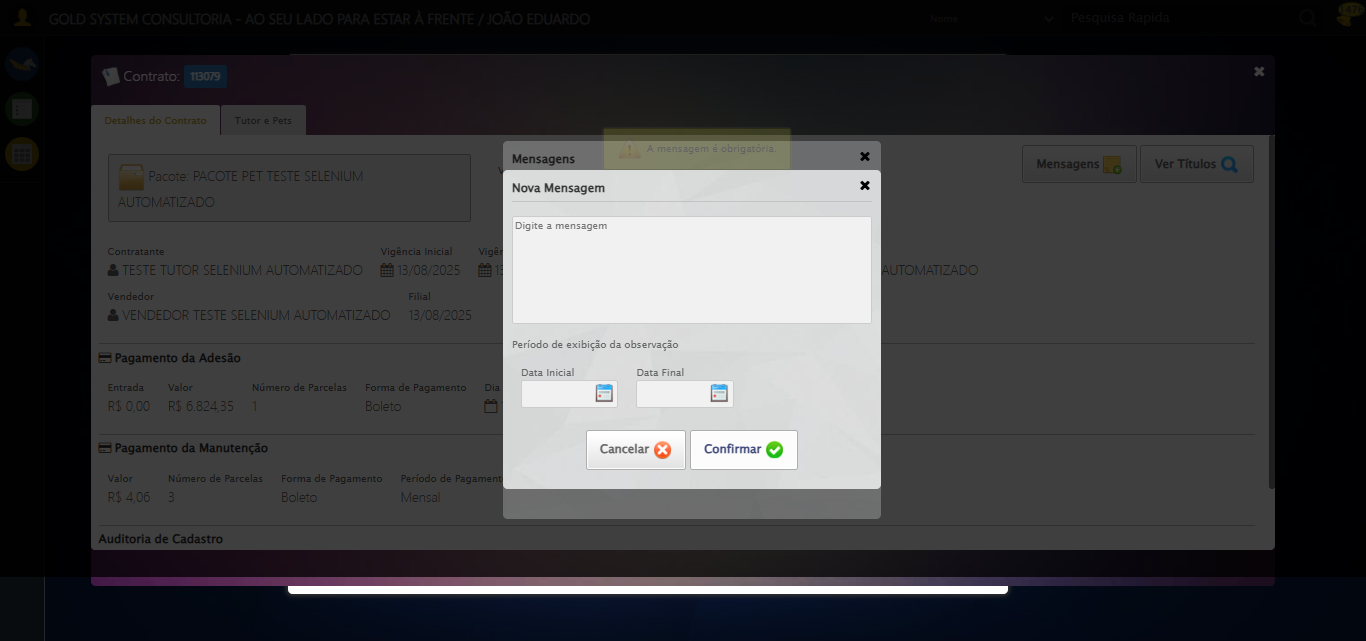 GOLD SYSTEM CONSULTORIA - AO SEU LADO PARA ESTAR À FRENTE / JOÃO EDUARDO
Nome
Pesquisa Rapida
Contrato: 113079
Detalhes do Contrato
Tutor e Pets
A mensagem é obrigatória.
Mensagens
Mensagens
Ver Títulos
Pacote: PACOTE PET TESTE SELENIUM
AUTOMATIZADO
Nova Mensagem
Digite a mensagem
Contratante
Vigência Inicial
TESTE TUTOR SELENIUM AUTOMATIZADO
13/08/2025
AUTOMATIZADO
Vendedor
Filial
VENDEDOR TESTE SELENIUM AUTOMATIZADO
13/08/2025
Período de exibição da observação
Pagamento da Adesão
Data Inicial
Data Final
Entrada
Valor
Número de Parcelas
Forma de Pagamento
Dia
R$ 0,00
R$ 6.824,35
1
Boleto
Cancelar
Confirmar
Pagamento da Manutenção
Valor
Número de Parcelas
Forma de Pagamento
Período de Pagamento
R$ 4,06
3
Boleto
Mensal
Auditoria de Cadastro